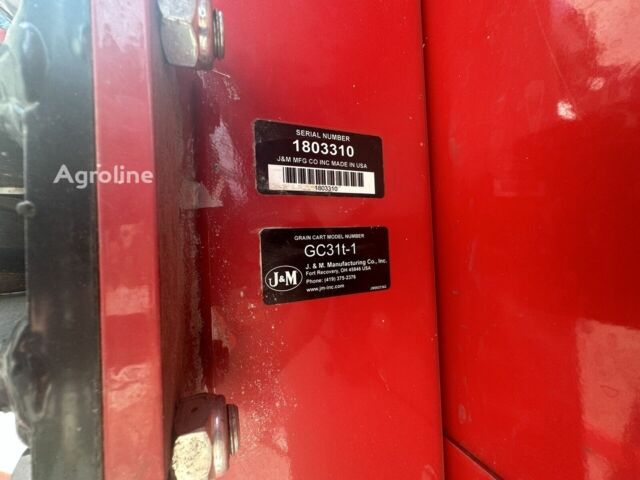 SERIAL NUMBER
1803310
J&M MFG CO INC MADE IN USA
1803310
Agroline
GRAIN CART MODEL NUMBER
GC31t-1
J&M
J. & M. Manufacturing Co., Inc.
Fort Recovery, OH 45846 USA
Phone: (419) 375-2376
www.jm-inc.com